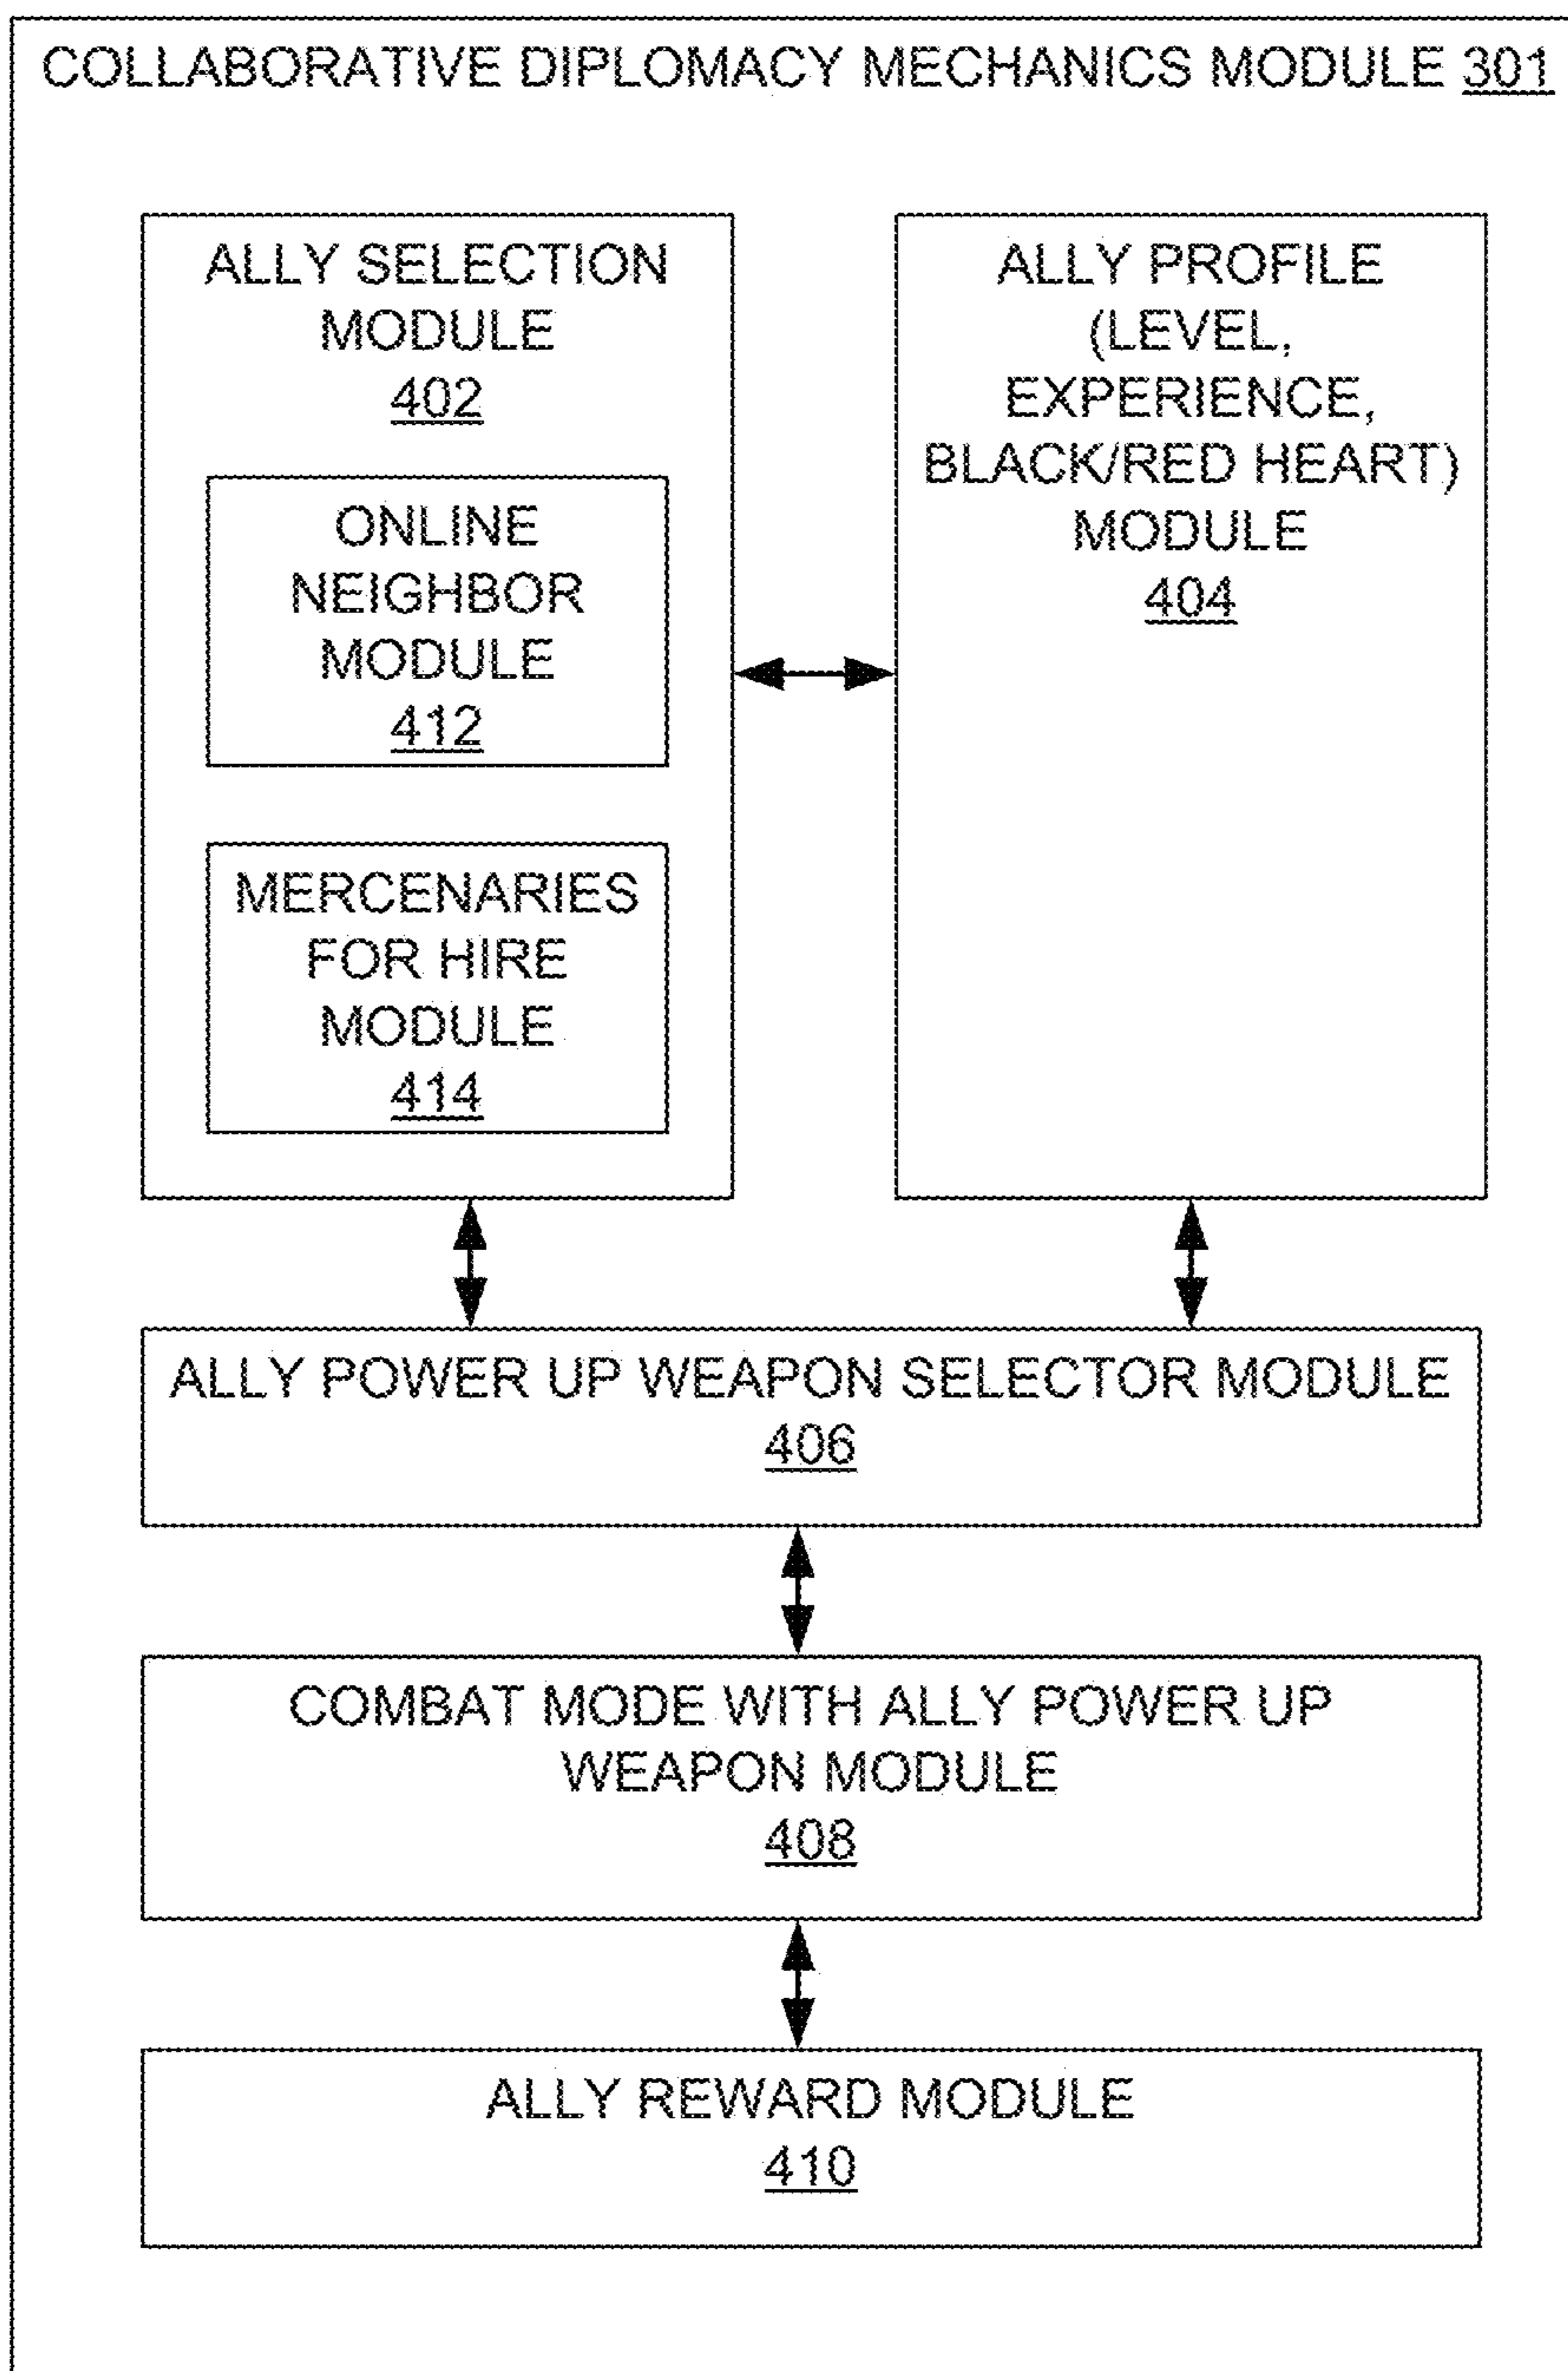 COLLABORATIVE DIPLOMACY MECHANICS MODULE 301
ALLY SELECTION
MODULE
402
ONLINE
NEIGHBOR
MODULE
412
MERCENARIES
FOR HIRE
MODULE
414
ALLY PROFILE
(LEVEL,
EXPERIENCE,
BLACK/RED HEART)
MODULE
404
ALLY POWER UP WEAPON SELECTOR MODULE
406
COMBAT MODE WITH ALLY POWER UP
WEAPON MODULE
408
ALLY REWARD MODULE
410